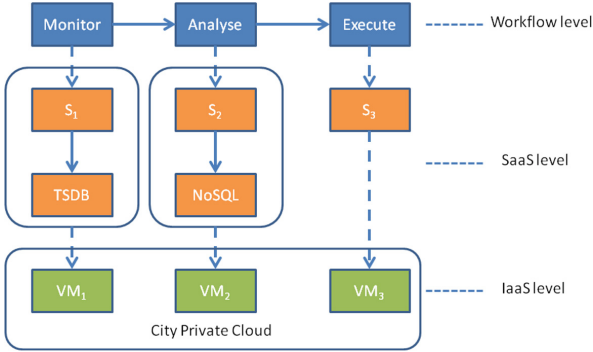 Monitor
Analyse
Execute
Workflow level
S1
S2
S3
SaaS level
TSDB
NoSQL
VM1
VM2
VM3
IaaS level
City Private Cloud